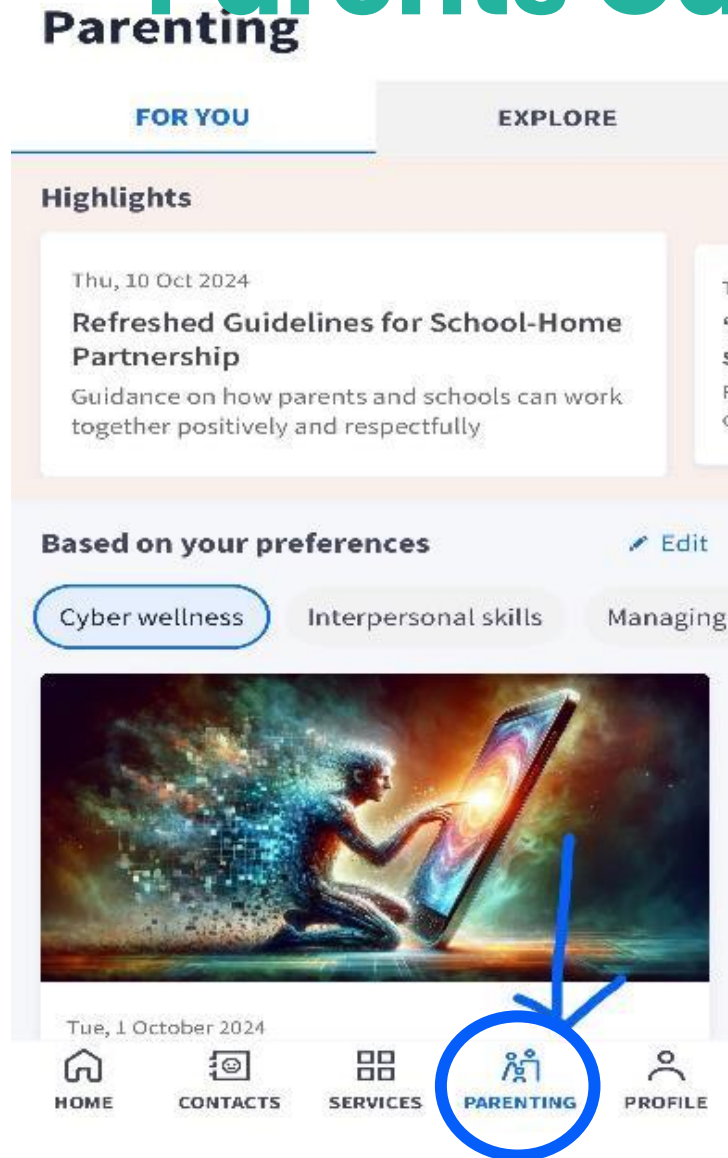 Parents
Parenting
FOR YOU
EXPLORE
Highlights
Thu, 10 Oct 2024
Refreshed Guidelines for School-Home
Partnership
Guidance on how parents and schools can work
together positively and respectfully
Based on your preferences
Edit
Cyber wellness
Interpersonal skills
Managing
Tue, 1 October 2024
HOME
CONTACTS
SERVICES
PARENTING
PROFILE